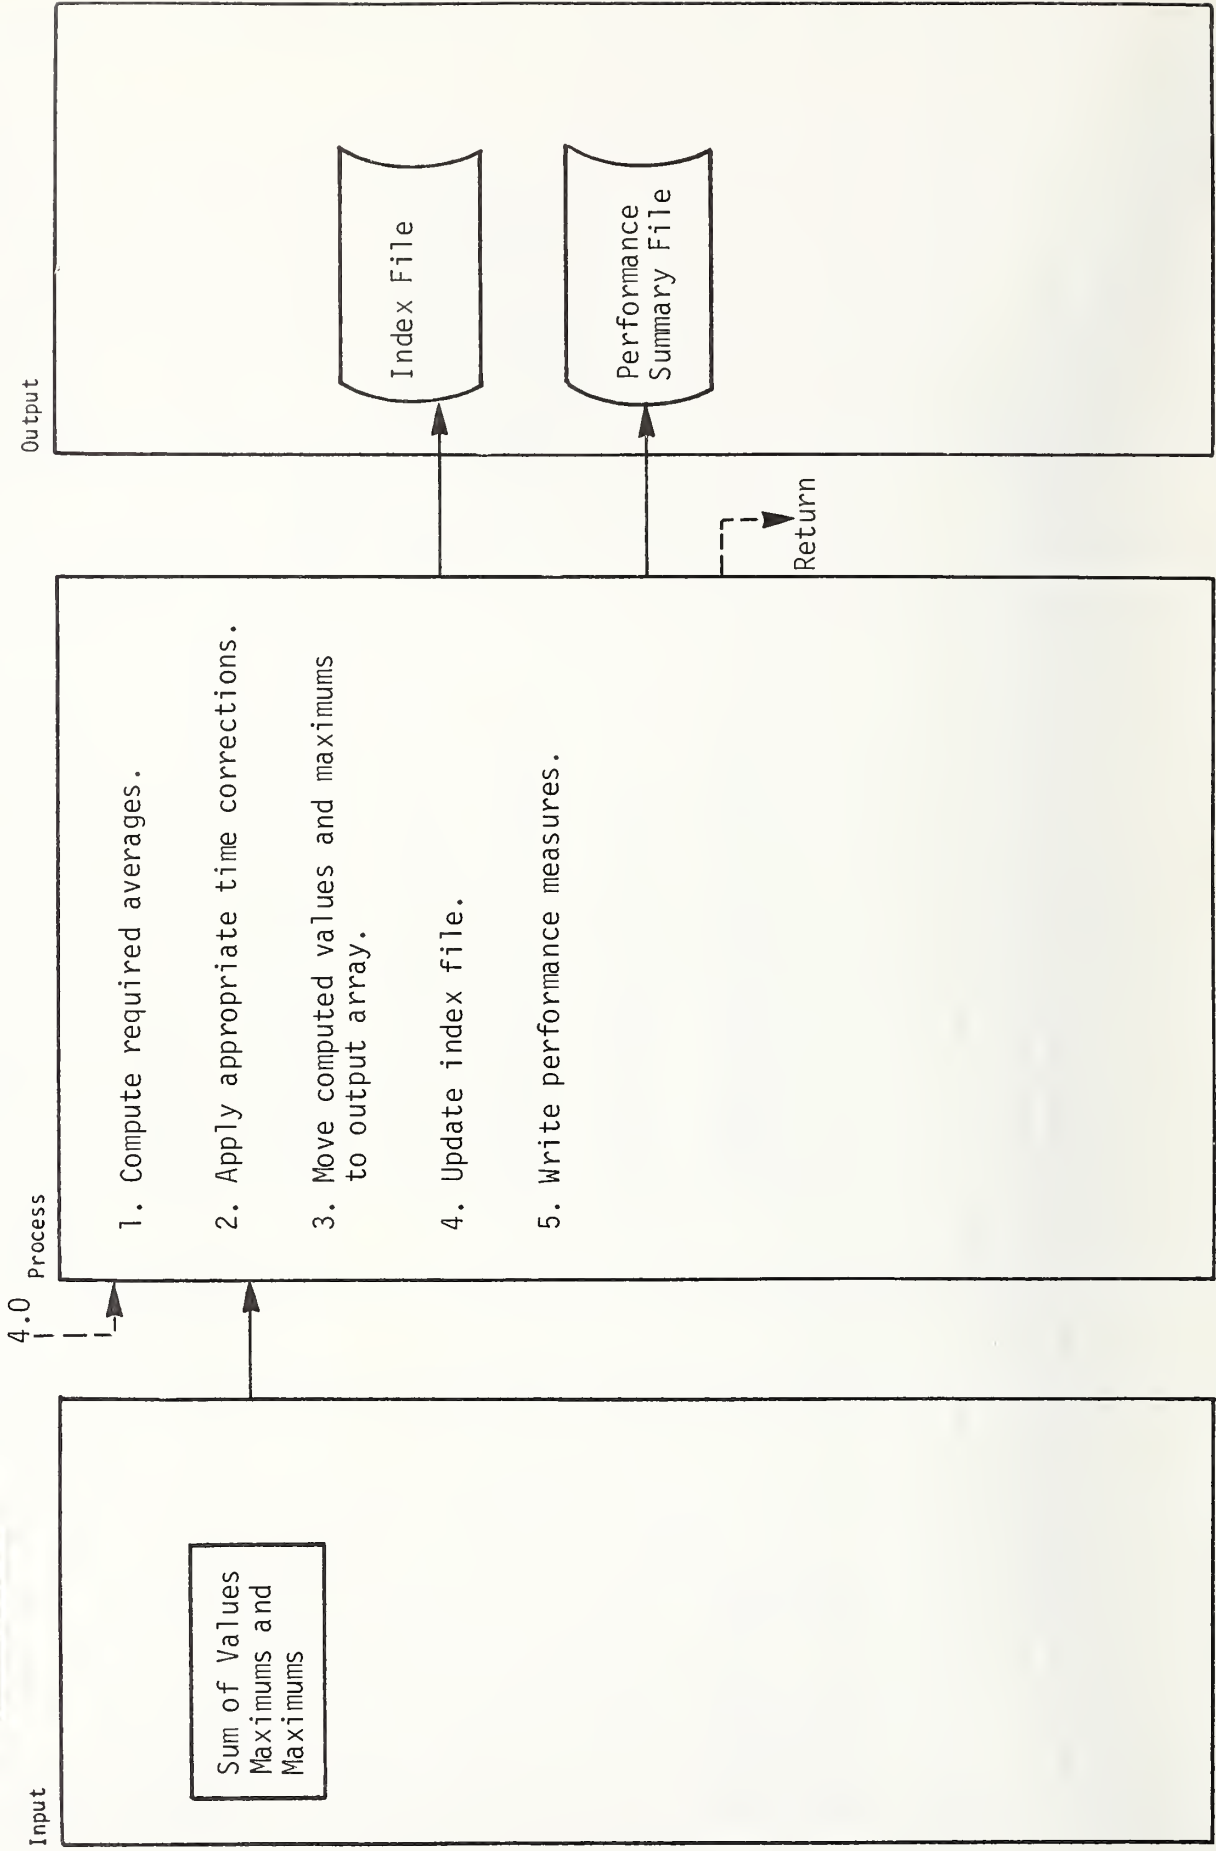 Input
Sum of Values
Maximums and
Maximums
4.0
Process
1. Compute required averages.
2. Apply appropriate time corrections.
3. Move computed values and maximums
to output array.
4. Update index file.
5. Write performance measures.
Return
Output
Index File
Performance
Summary File